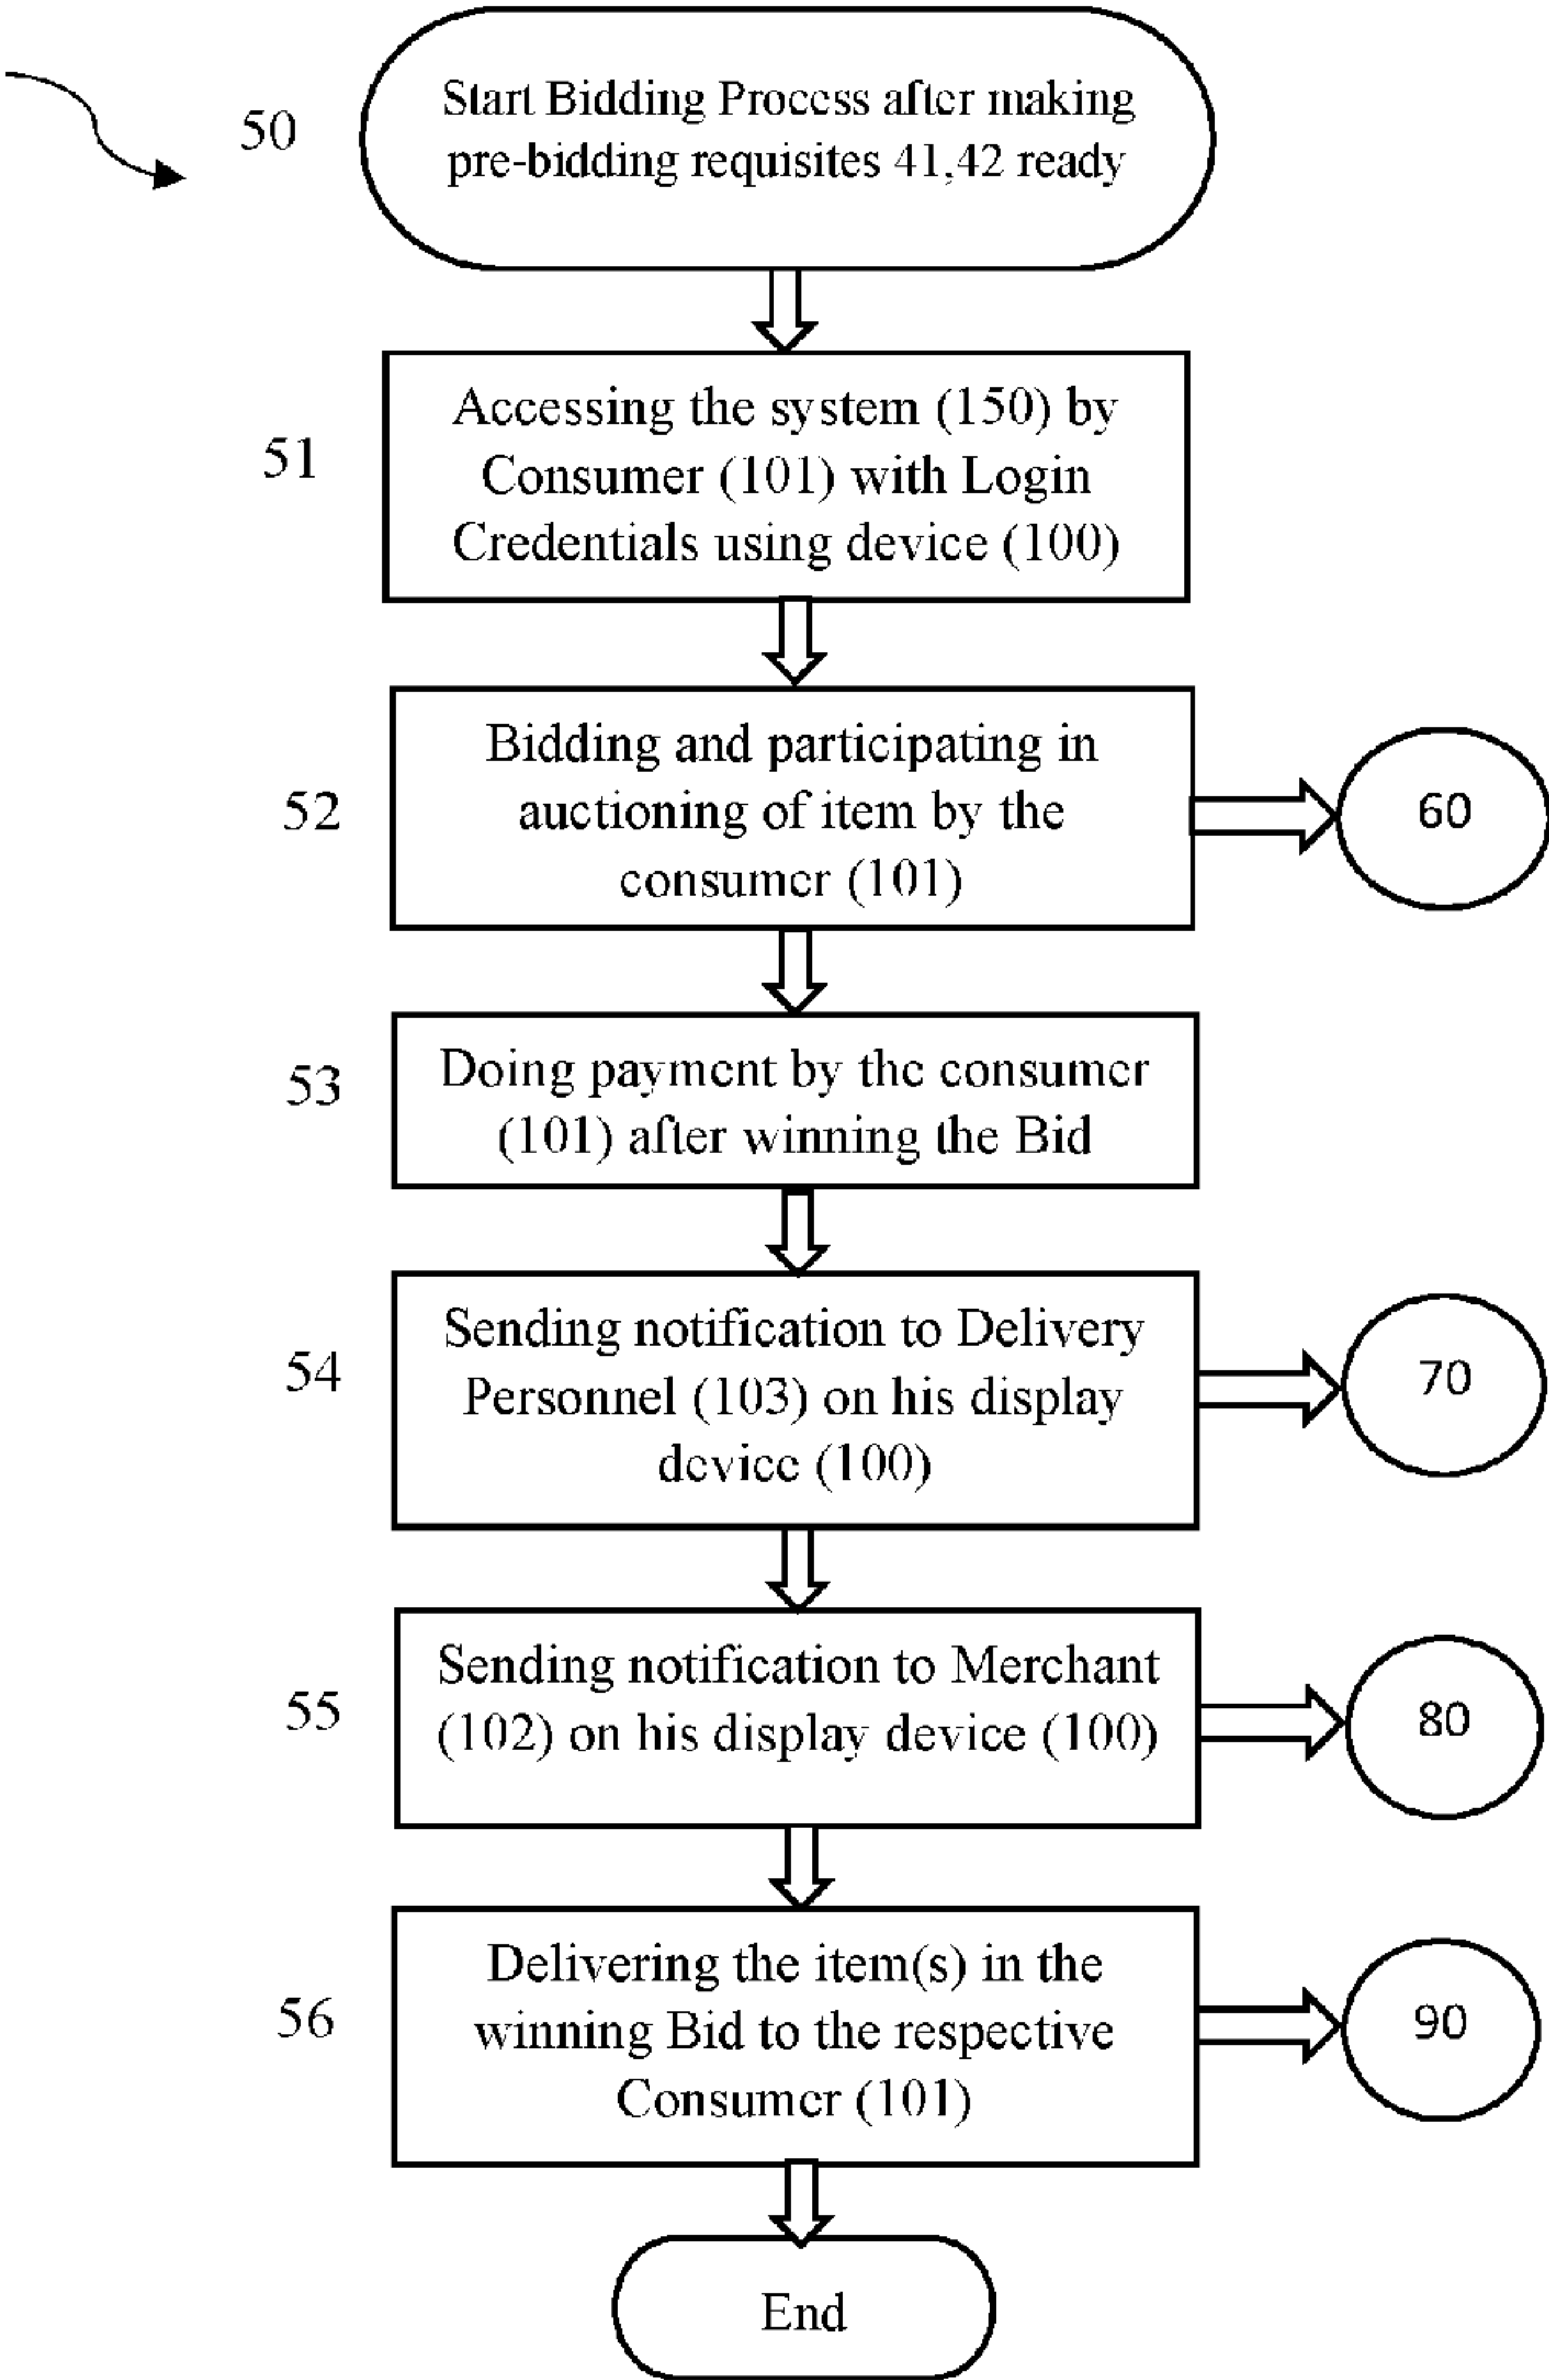 50
Start Bidding Process after making
pre-bidding requisites 41,42 ready
51
Accessing the system (150) by
Consumer (101) with Login
Credentials using device (100)
52
Bidding and participating in
auctioning of item by the
consumer (101)
60
53
Doing payment by the consumer
(101) after winning the Bid
54
Sending notification to Delivery
Personnel (103) on his display
device (100)
70
55
Sending notification to Merchant
(102) on his display device (100)
80
56
Delivering the item(s) in the
winning Bid to the respective
Consumer (101)
90
End